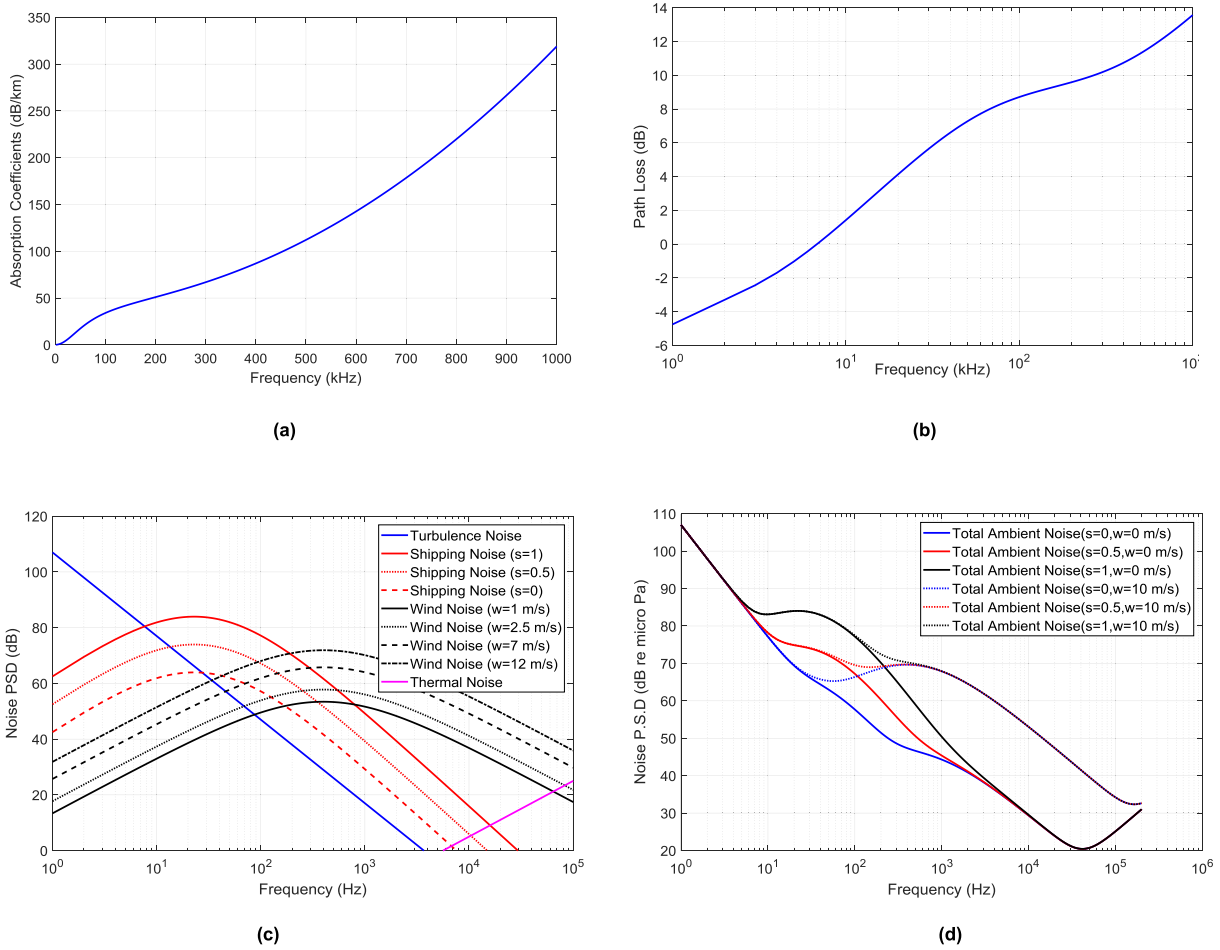 350
300
250
200
150
100
50
0
Absorption Coefficients (dB/km)
0 100 200 300 400 500 600 700 800 900 1000
Frequency (kHz)
(a)
14
12
10
8
6
4
2
0
-2
-4
-6
Path Loss (dB)
10^0 10^1 10^2
Frequency (kHz)
(b)
120
100
80
60
40
20
0
Noise PSD (dB)
Turbulence Noise
Shipping Noise (s=1)
Shipping Noise (s=0.5)
Shipping Noise (s=0)
Wind Noise (w=1 m/s)
Wind Noise (w=2.5 m/s)
Wind Noise (w=7 m/s)
Wind Noise (w=12 m/s)
Thermal Noise
10^0 10^1 10^2 10^3 10^4 10^5
Frequency (Hz)
(c)
110
100
90
80
70
60
50
40
30
20
Noise P.S.D (dB re micro Pa)
Total Ambient Noise(s=0,w=0 m/s)
Total Ambient Noise(s=0.5,w=0 m/s)
Total Ambient Noise(s=1,w=0 m/s)
Total Ambient Noise(s=0,w=10 m/s)
Total Ambient Noise(s=0.5,w=10 m/s)
Total Ambient Noise(s=1,w=10 m/s)
10^0 10^1 10^2 10^3 10^4 10^5 10^6
Frequency (Hz)
(d)